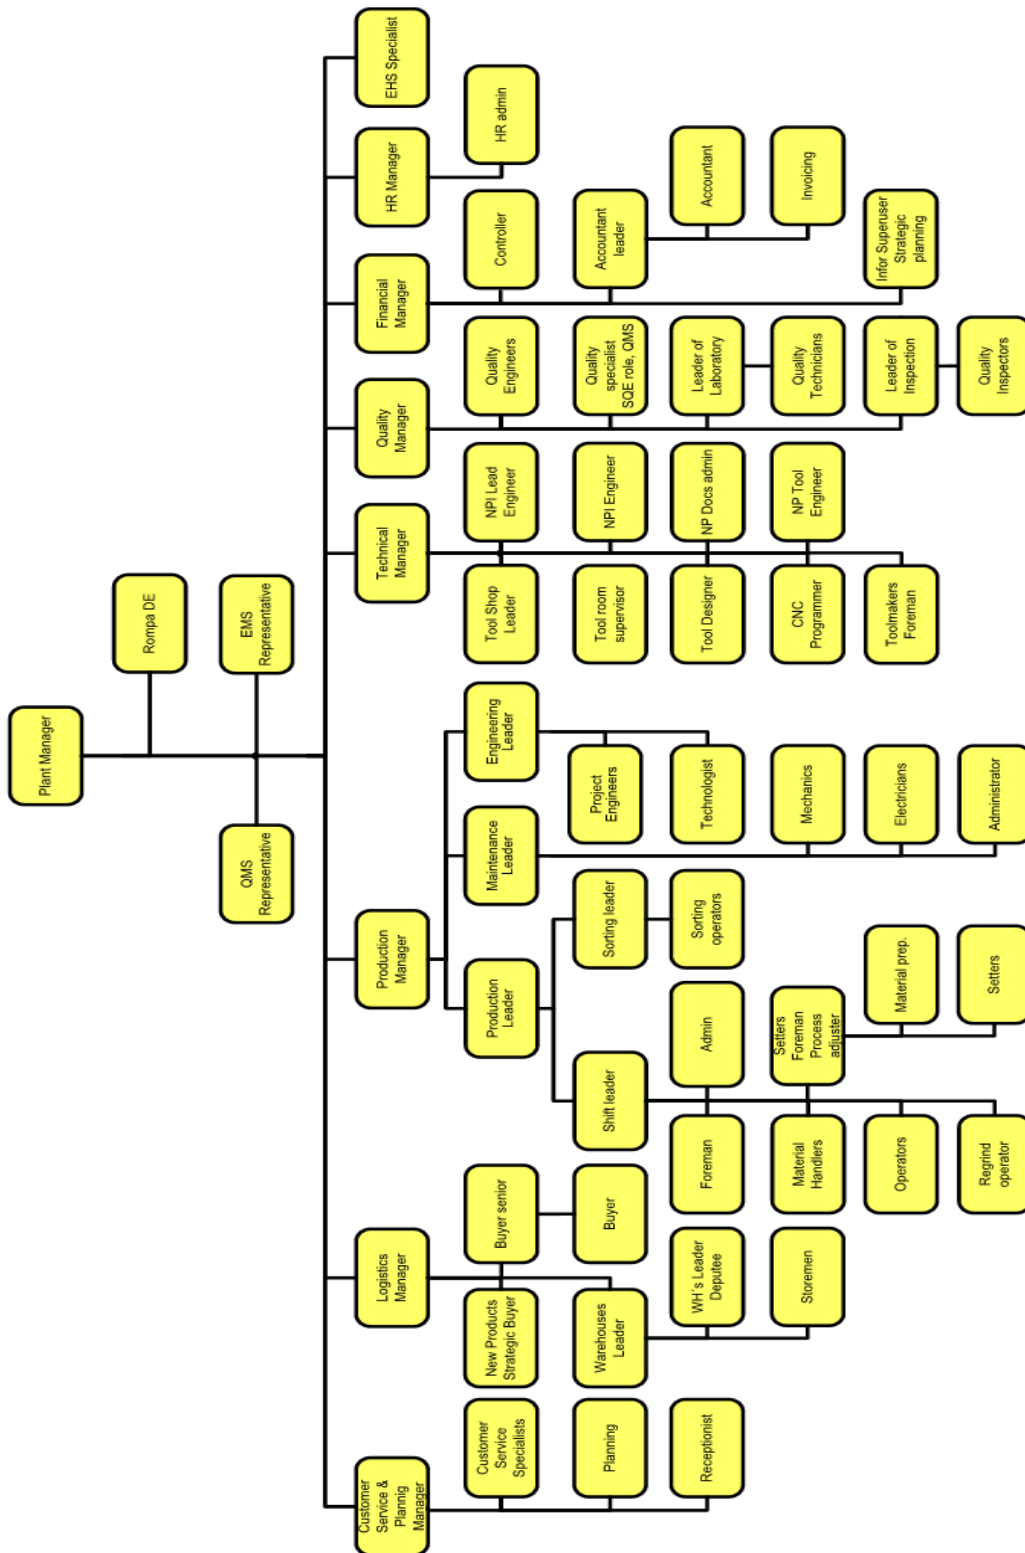 Plant Manager
Rompa DE
QMS
Representative
EMS
Representative
Customer
Service &
Plannig
Manager
Logistics
Manager
Production
Manager
Technical
Manager
Quality
Manager
Financial
Manager
HR Manager
EHS Specialist
Customer
Service
Specialists
Planning
Receptionist
New Products
Strategic Buyer
Buyer senior
Buyer
Warehouses
Leader
WH´s Leader
Deputee
Storemen
Production
Leader
Maintenance
Leader
Engineering
Leader
Shift leader
Sorting leader
Sorting
operators
Foreman
Admin
Material
Handlers
Setters
Foreman
Process
adjuster
Material prep.
Setters
Operators
Regrind
operator
Mechanics
Electricians
Administrator
Project
Engineers
Technologist
Tool Shop
Leader
NPI Lead
Engineer
Tool room
supervisor
NPI Engineer
Tool Designer
NP Docs admin
CNC
Programmer
NP Tool
Engineer
Toolmakers
Foreman
Quality
Engineers
Quality
specialist
SQE role, QMS
Leader of
Laboratory
Quality
Technicians
Leader of
Inspection
Quality
Inspectors
Controller
Accountant
leader
Accountant
Invoicing
Infor Superuser
Strategic
planning
HR admin